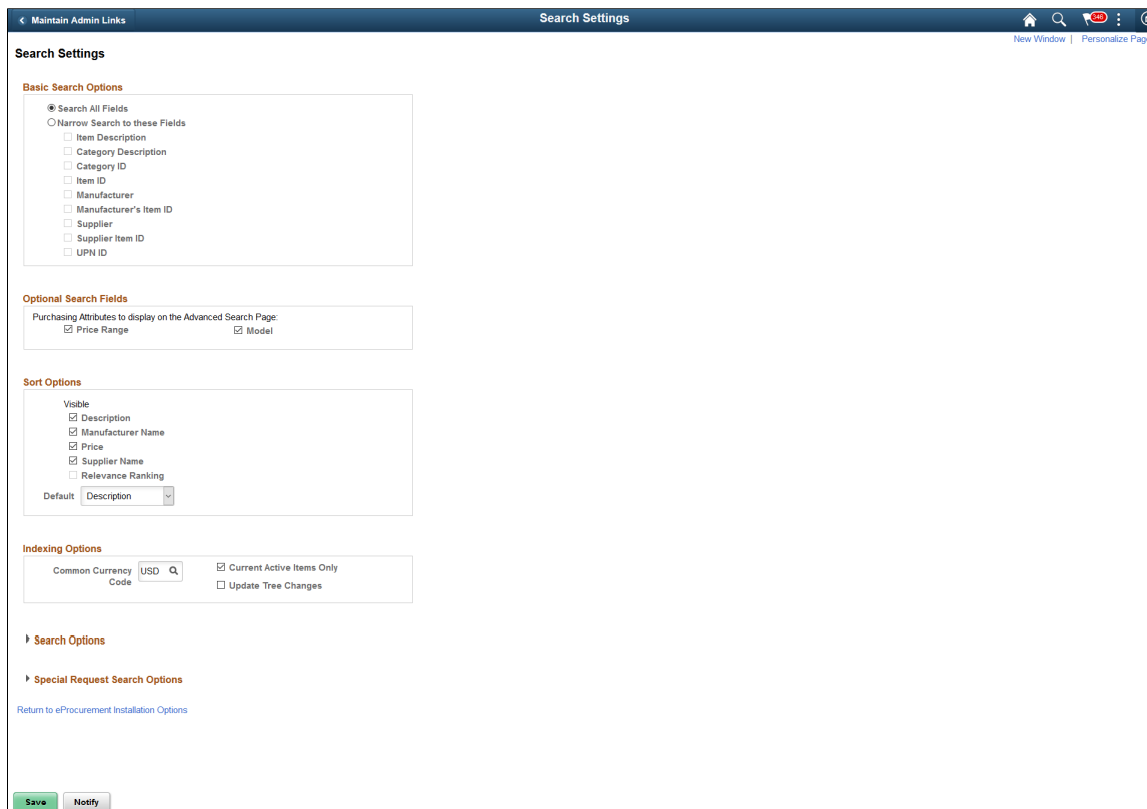 Maintain Admin Links
Search Settings
346
New Window | Personalize Page
Search Settings
Basic Search Options
Search All Fields
Narrow Search to these Fields
Item Description
Category Description
Category ID
Item ID
Manufacturer
Manufacturer's Item ID
Supplier
Supplier Item ID
UPN ID
Optional Search Fields
Purchasing Attributes to display on the Advanced Search Page:
Price Range Model
Sort Options
Visible
Description
Manufacturer Name
Price
Supplier Name
Relevance Ranking
Default Description
Indexing Options
Common Currency Code USD
Current Active Items Only
Update Tree Changes
Search Options
Special Request Search Options
Return to eProcurement Installation Options
Save Notify